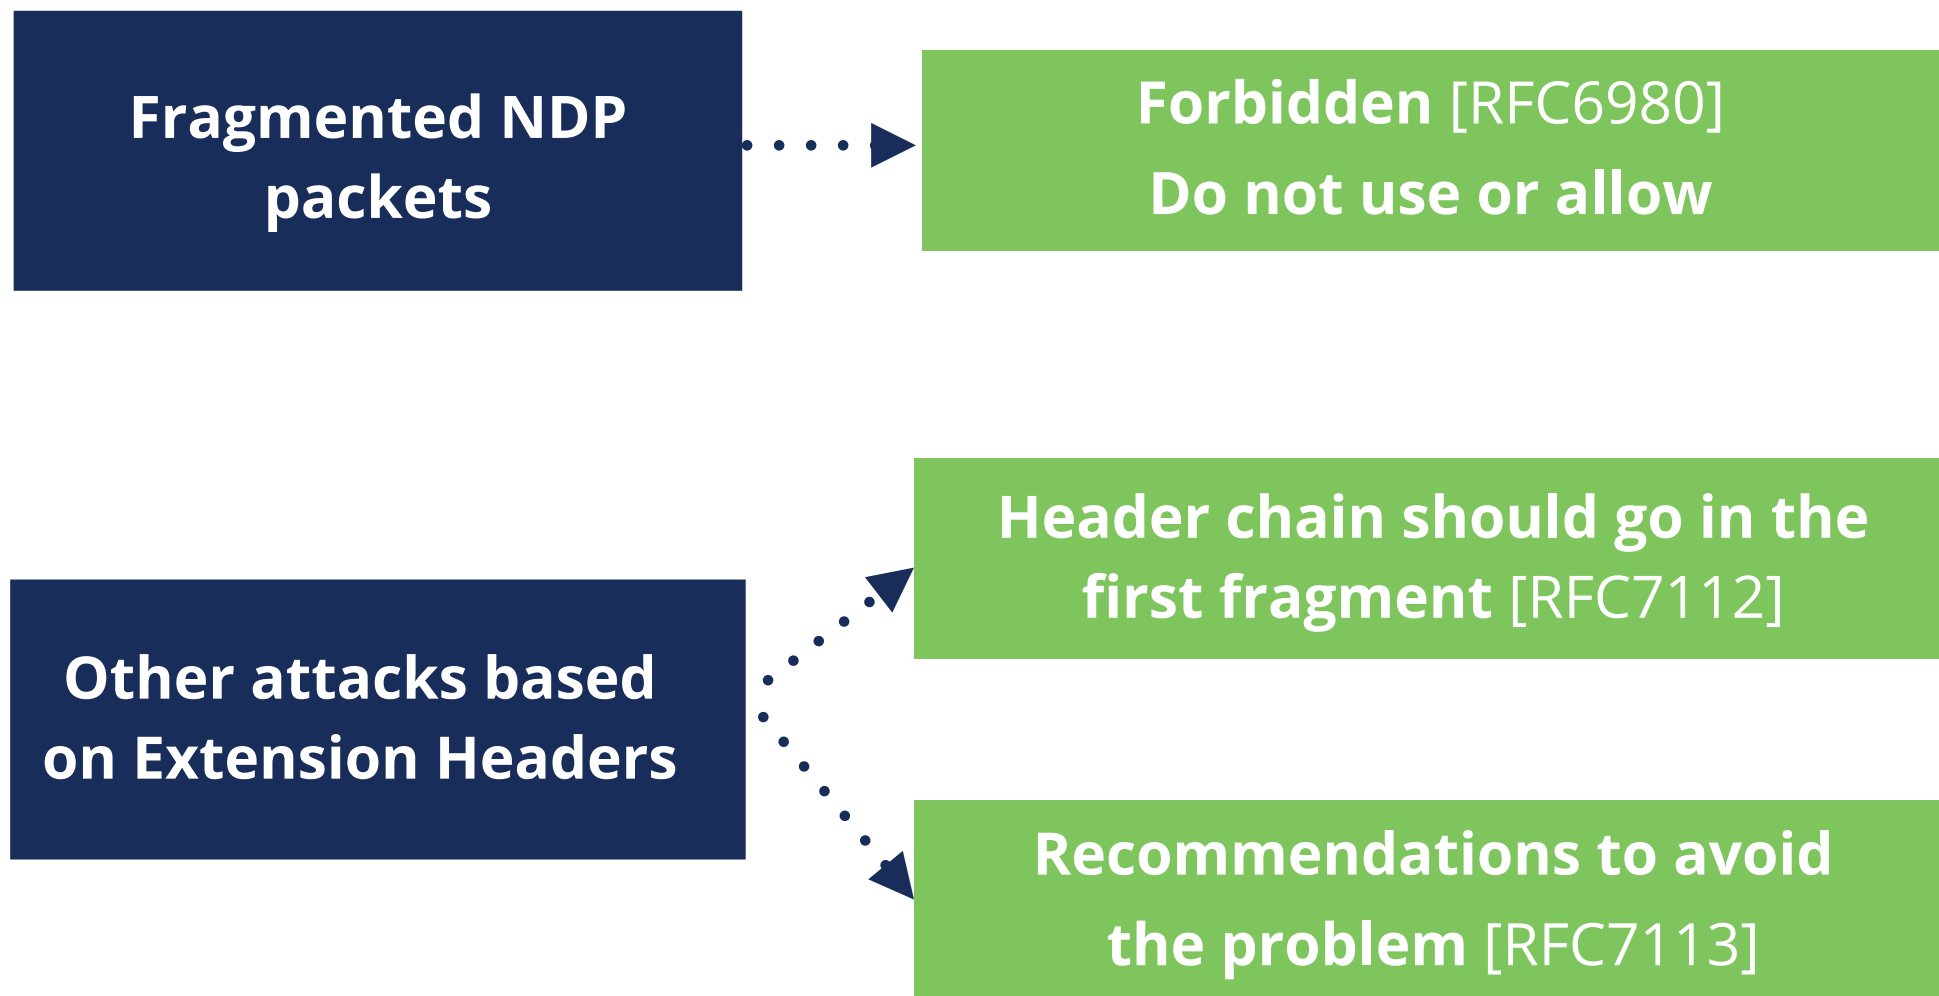 Fragmented NDP
packets
Forbidden [RFC6980]
Do not use or allow
Other attacks based
on Extension Headers
Header chain should go in the
first fragment [RFC7112]
Recommendations to avoid
the problem [RFC7113]